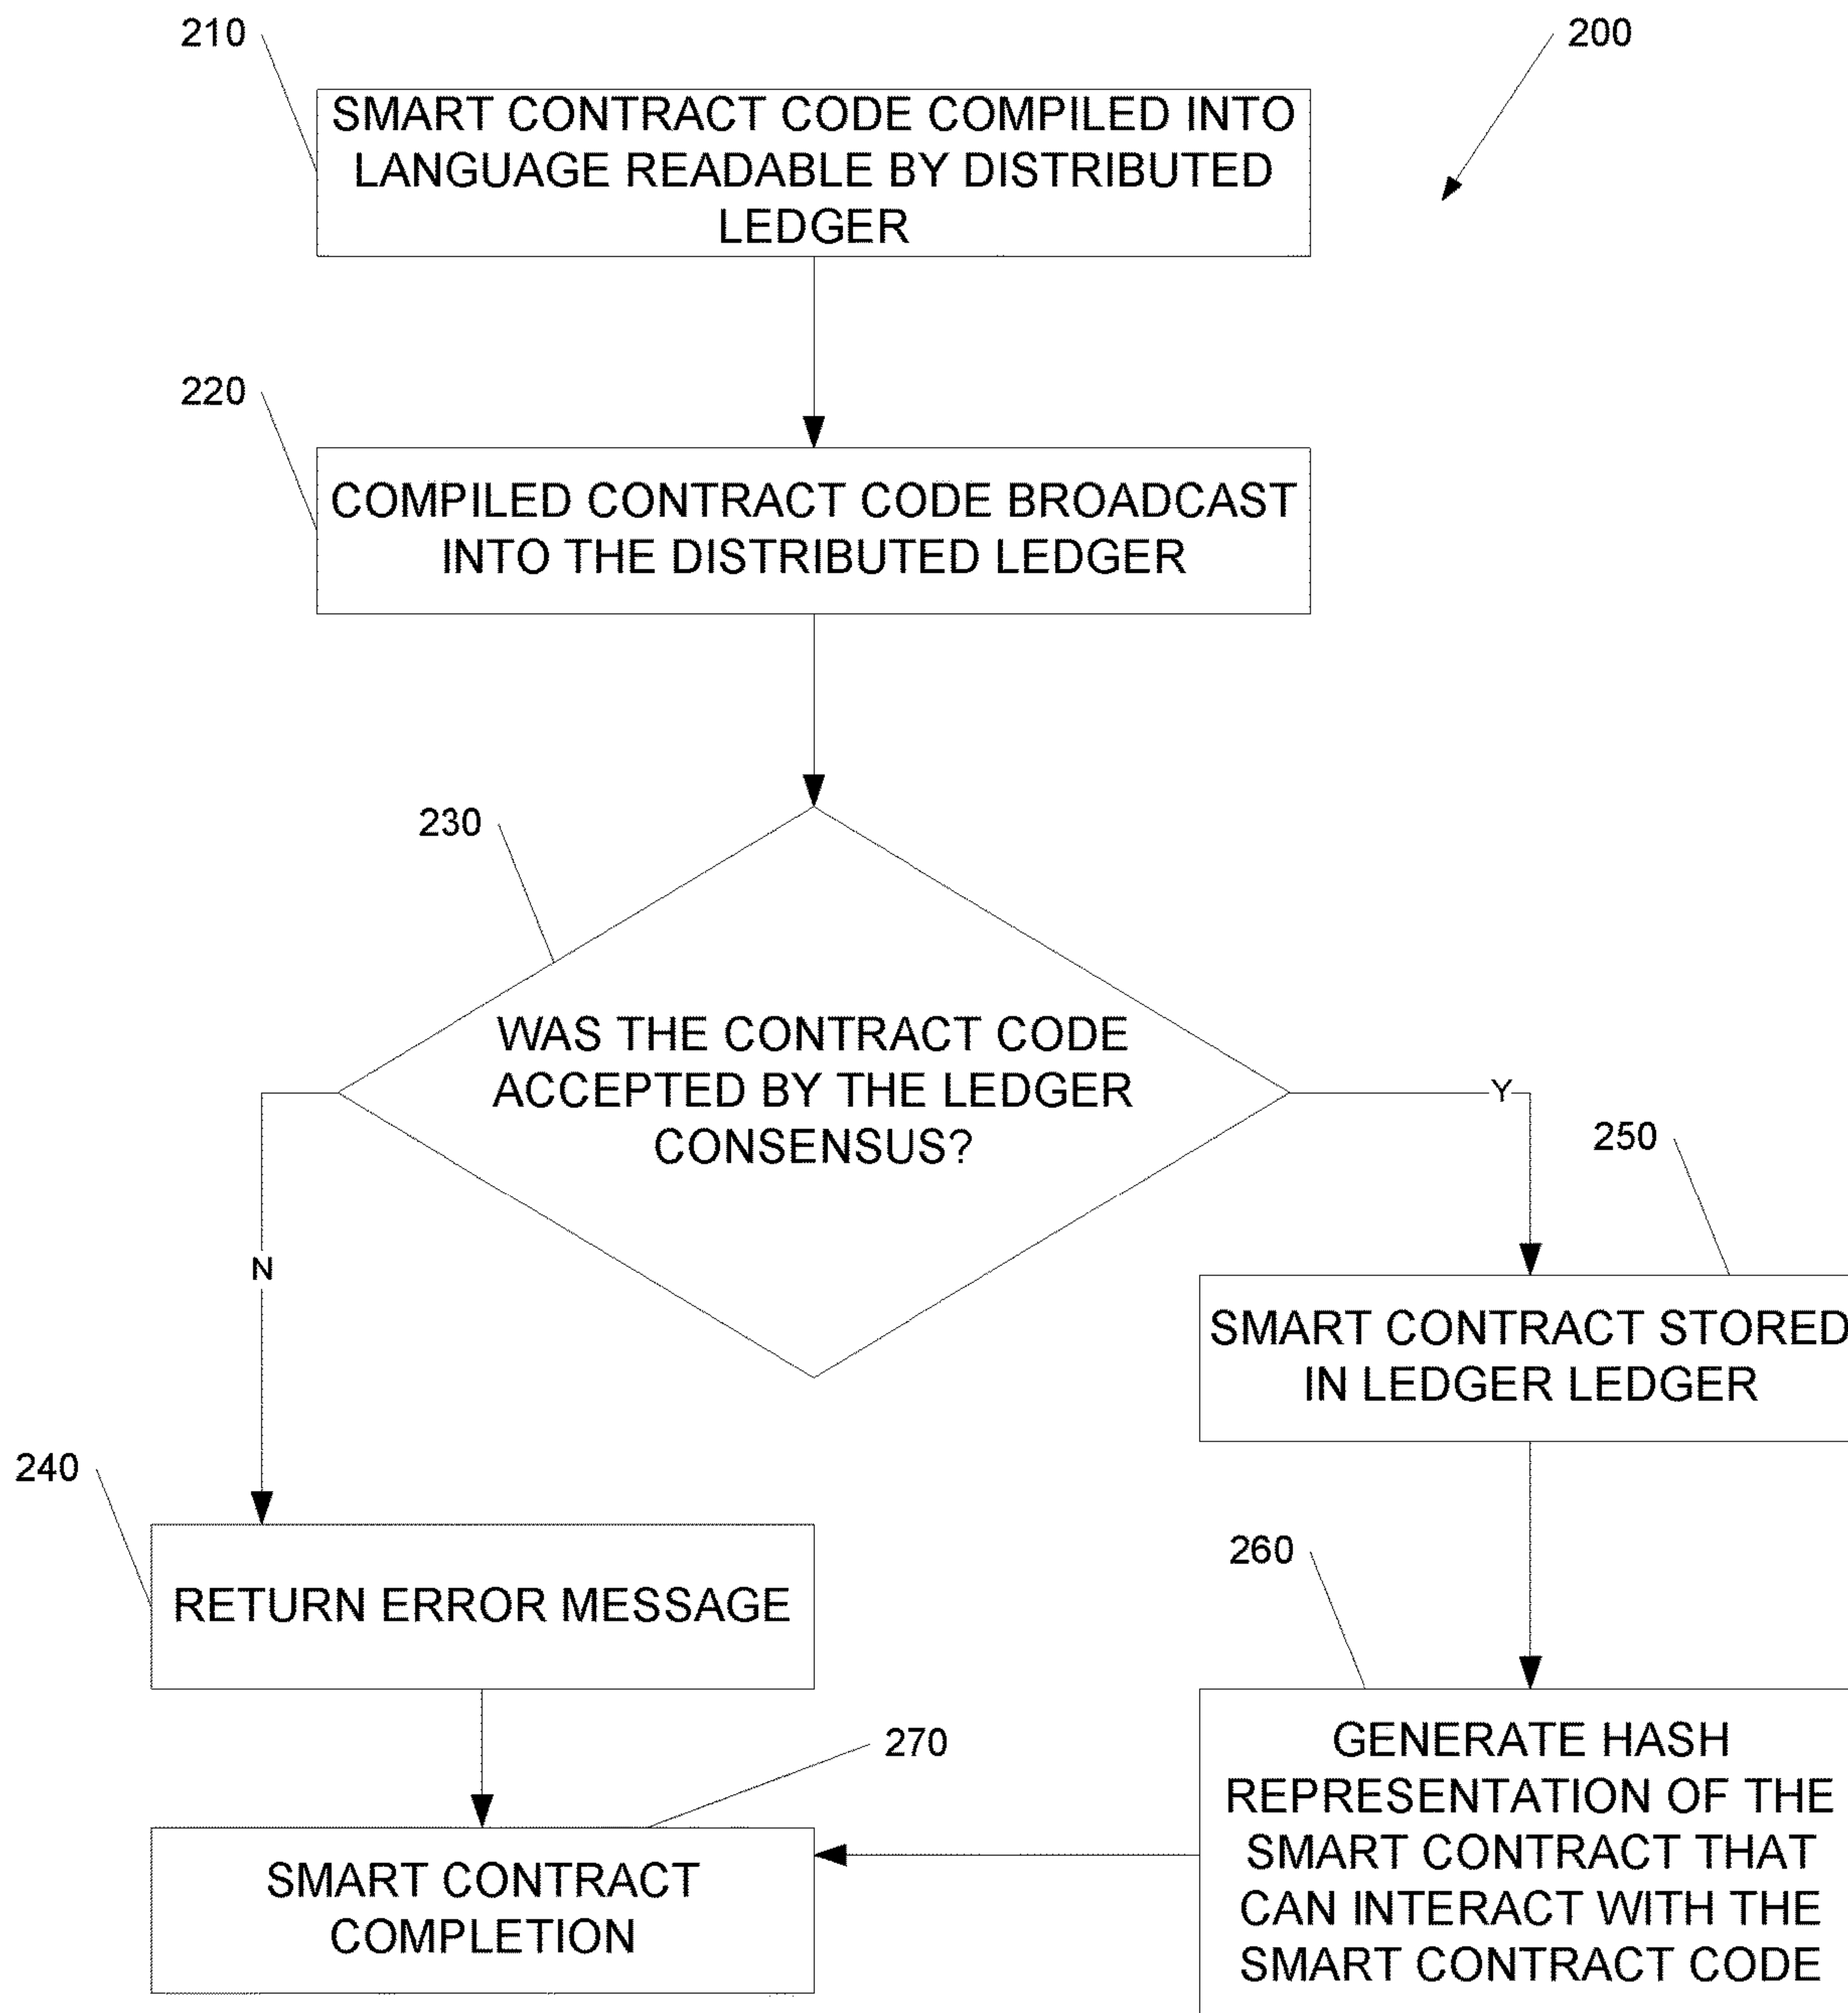 210
200
SMART CONTRACT CODE COMPILED INTO
LANGUAGE READABLE BY DISTRIBUTED
LEDGER
220
COMPILED CONTRACT CODE BROADCAST
INTO THE DISTRIBUTED LEDGER
230
WAS THE CONTRACT CODE
ACCEPTED BY THE LEDGER
CONSENSUS?
Y
N
250
SMART CONTRACT STORED
IN LEDGER LEDGER
240
RETURN ERROR MESSAGE
260
GENERATE HASH
REPRESENTATION OF THE
SMART CONTRACT THAT
CAN INTERACT WITH THE
SMART CONTRACT CODE
270
SMART CONTRACT
COMPLETION